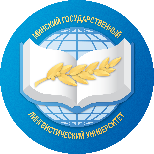 МИНСКИЙ ГОСУДАРСТВЕННЫЙ
ЛИНГВИСТИЧЕСКИЙ УНИВЕРСИТЕТ